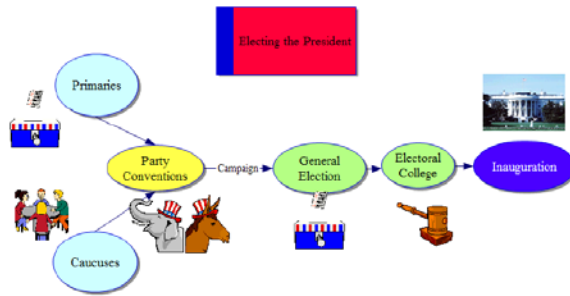 Electing the President
Primaries
Party
Conventions
Campaign
General
Election
Electoral
College
Inauguration
Caucuses